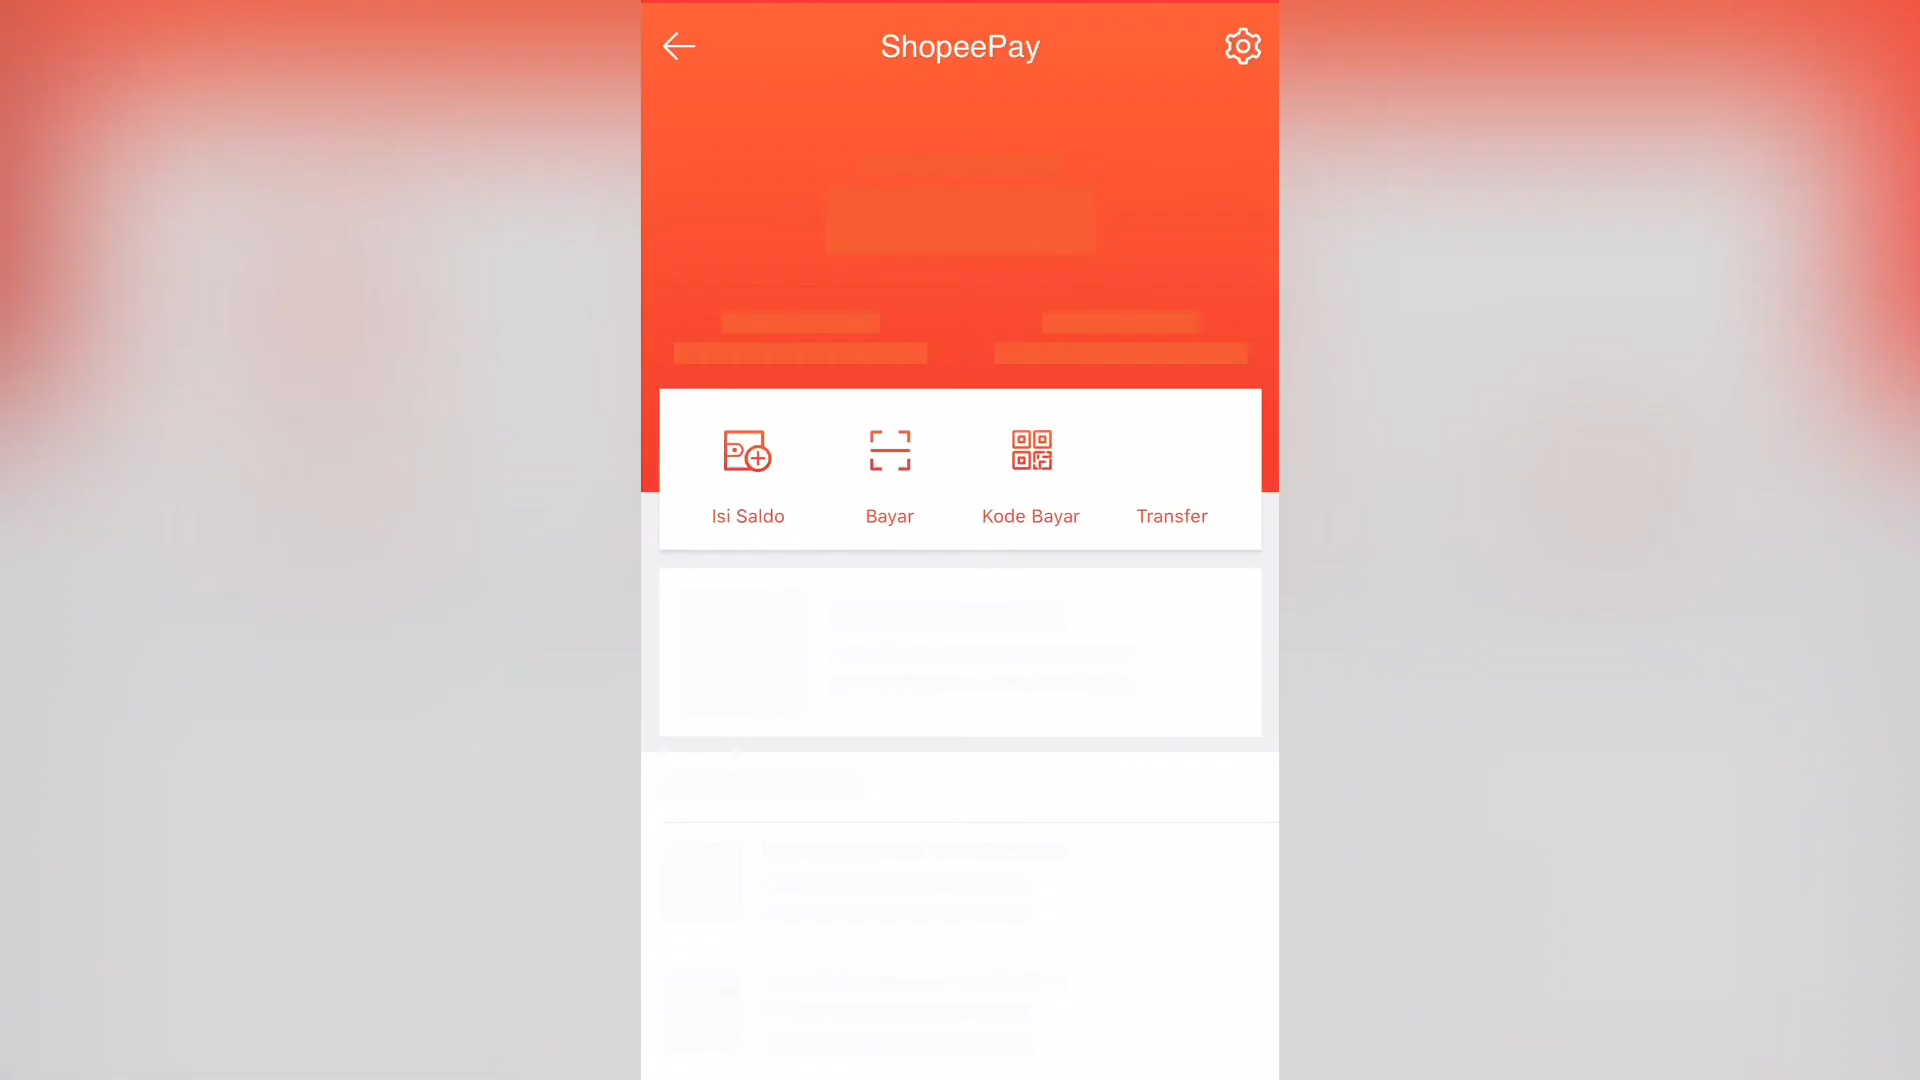 ShopeePay
Isi Saldo
Bayar
Kode Bayar
Transfer